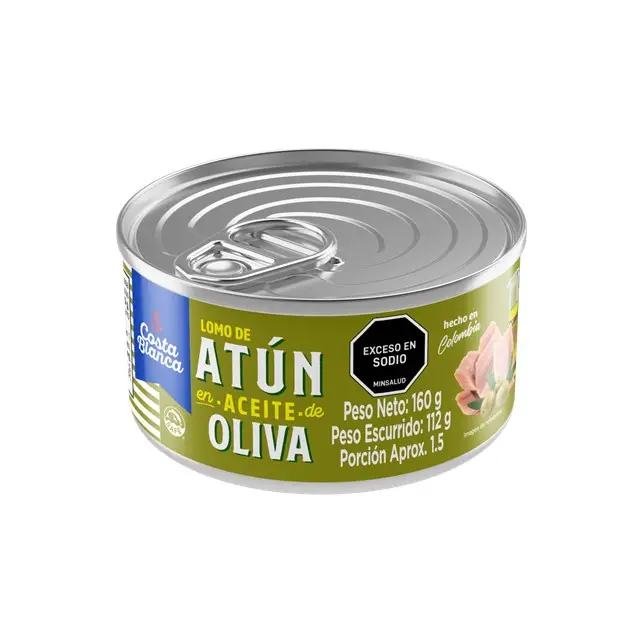 Costa
Blanca
LOMO DE
ATÚN
en ACEITE de
OLIVA
EXCESO EN
SODIO
MINSALUD
hecho en
Colombia
Peso Neto: 160 g
Peso Escurrido: 112 g
Porción Aprox. 1.5